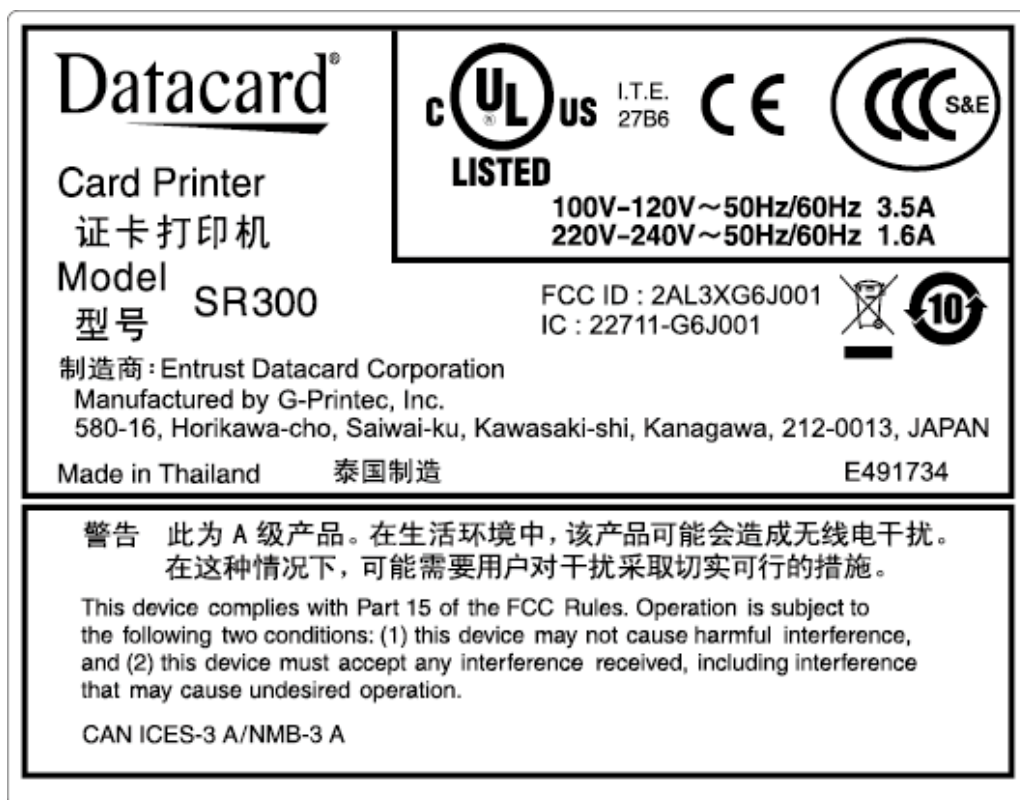 Datacard®
Card Printer
证卡打印机
Model
型号
SR300
C UL® US
LISTED
I.T.E.
27B6
CE
CCC S&E
100V-120V～50Hz/60Hz 3.5A
220V-240V～50Hz/60Hz 1.6A
FCC ID : 2AL3XG6J001
IC : 22711-G6J001
10
制造商：Entrust Datacard Corporation
Manufactured by G-Printec, Inc.
580-16, Horikawa-cho, Saiwai-ku, Kawasaki-shi, Kanagawa, 212-0013, JAPAN
Made in Thailand 泰国制造 E491734
警告 此为 A 级产品。在生活环境中，该产品可能会造成无线电干扰。
在这种情况下，可能需要用户对干扰采取切实可行的措施。
This device complies with Part 15 of the FCC Rules. Operation is subject to
the following two conditions: (1) this device may not cause harmful interference,
and (2) this device must accept any interference received, including interference
that may cause undesired operation.
CAN ICES-3 A/NMB-3 A